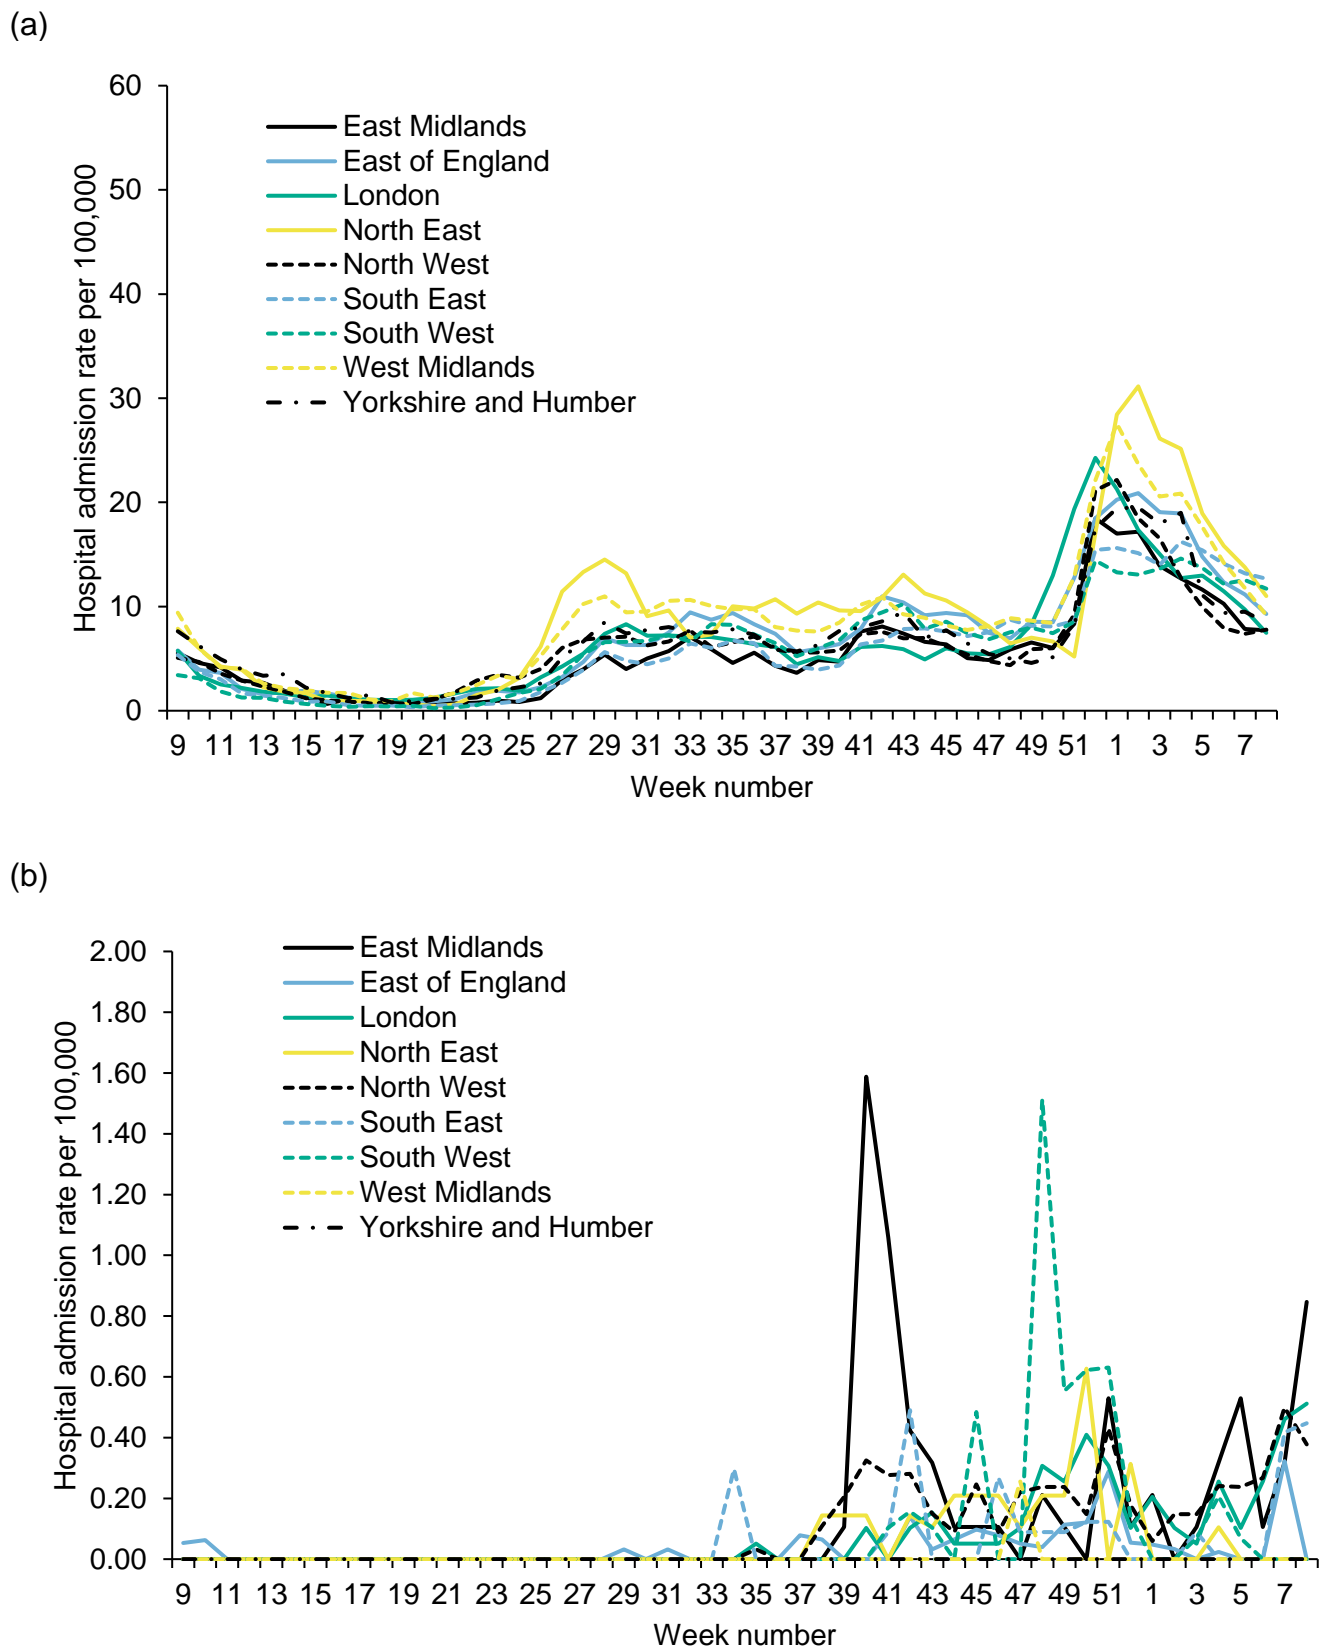 (a)
60
50
40
30
20
10
0
Hospital admission rate per 100,000
East Midlands
East of England
London
North East
North West
South East
South West
West Midlands
Yorkshire and Humber
9 11 13 15 17 19 21 23 25 27 29 31 33 35 37 39 41 43 45 47 49 51 1 3 5 7
Week number
(b)
2.00
1.80
1.60
1.40
1.20
1.00
0.80
0.60
0.40
0.20
0.00
Hospital admission rate per 100,000
East Midlands
East of England
London
North East
North West
South East
South West
West Midlands
Yorkshire and Humber
9 11 13 15 17 19 21 23 25 27 29 31 33 35 37 39 41 43 45 47 49 51 1 3 5 7
Week number